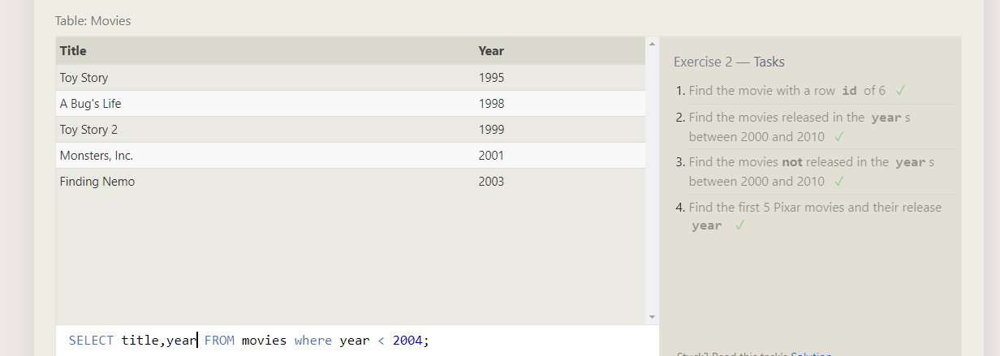 Table: Movies
Title Year
Toy Story 1995
A Bug's Life 1998
Toy Story 2 1999
Monsters, Inc. 2001
Finding Nemo 2003
SELECT title,year FROM movies where year < 2004;
Exercise 2 — Tasks
1. Find the movie with a row id of 6 ✓
2. Find the movies released in the year s
between 2000 and 2010 ✓
3. Find the movies not released in the year s
between 2000 and 2010 ✓
4. Find the first 5 Pixar movies and their release
year ✓
Stuck? Read this task's Solution